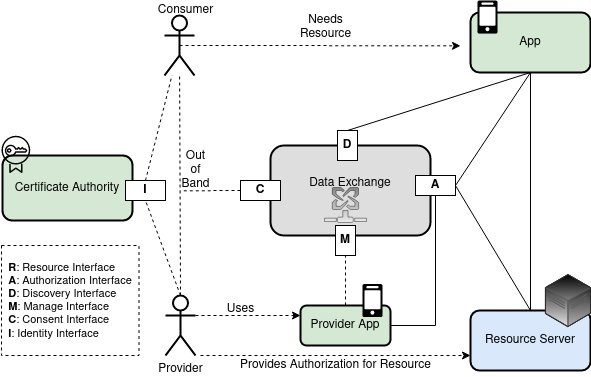 Consumer
Needs
Resource
App
D
Out
of
Band
Certificate Authority
I
C
Data Exchange
A
M
R: Resource Interface
A: Authorization Interface
D: Discovery Interface
M: Manage Interface
C: Consent Interface
I: Identity Interface
Uses
Provider App
Resource Server
Provider
Provides Authorization for Resource